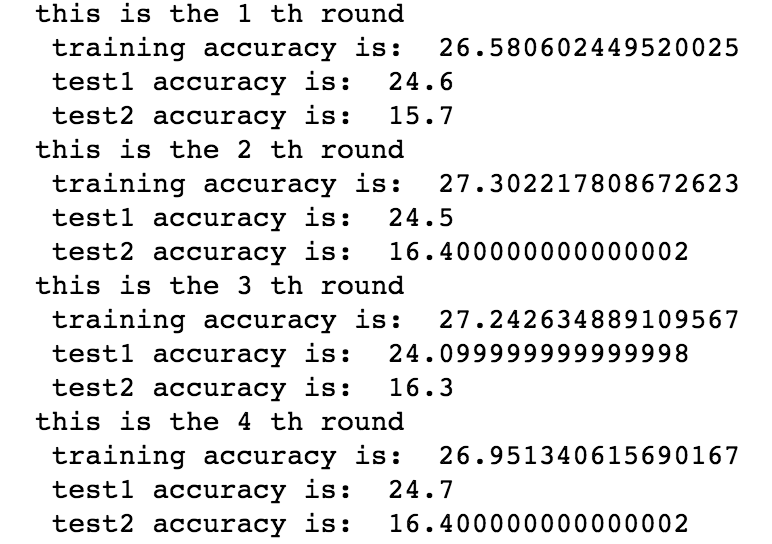 this is the 1 th round
training accuracy is:  26.580602449520025
test1 accuracy is:  24.6
test2 accuracy is:  15.7
this is the 2 th round
training accuracy is:  27.302217808672623
test1 accuracy is:  24.5
test2 accuracy is:  16.400000000000002
this is the 3 th round
training accuracy is:  27.242634889109567
test1 accuracy is:  24.099999999999998
test2 accuracy is:  16.3
this is the 4 th round
training accuracy is:  26.951340615690167
test1 accuracy is:  24.7
test2 accuracy is:  16.400000000000002